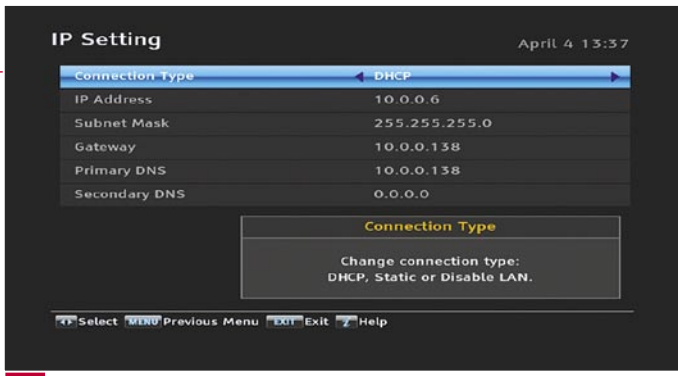 IP Setting
April 4 13:37
Connection Type DHCP
IP Address 10.0.0.6
Subnet Mask 255.255.255.0
Gateway 10.0.0.138
Primary DNS 10.0.0.138
Secondary DNS 0.0.0.0
Connection Type
Change connection type:
DHCP, Static or Disable LAN.
Select MENU Previous Menu EXIT Exit ? Help